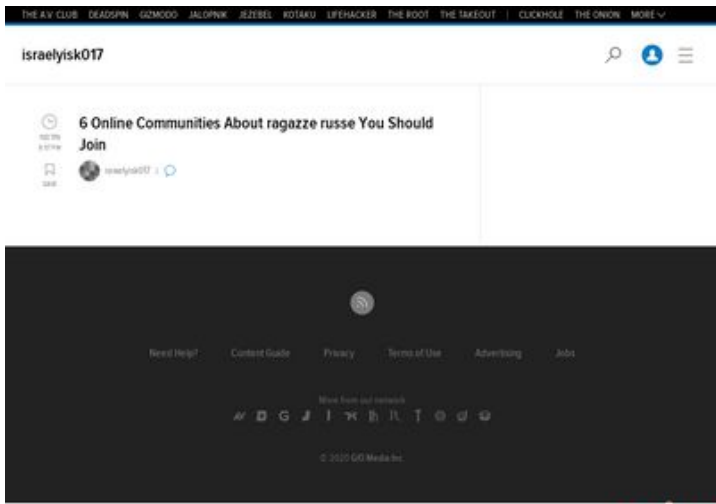 THE A.V. CLUB DEADSPIN GIZMODO JALOPNIK JEZEBEL KOTAKU LIFEHACKER THE ROOT THE TAKEOUT | CLICKHOLE THE ONION MORE
israelyisk017
6 Online Communities About ragazze russe You Should
Join
israelyisk017 |
Need Help? Content Guide Privacy Terms of Use Advertising Jobs
More from our network
© 2020 G/O Media Inc.